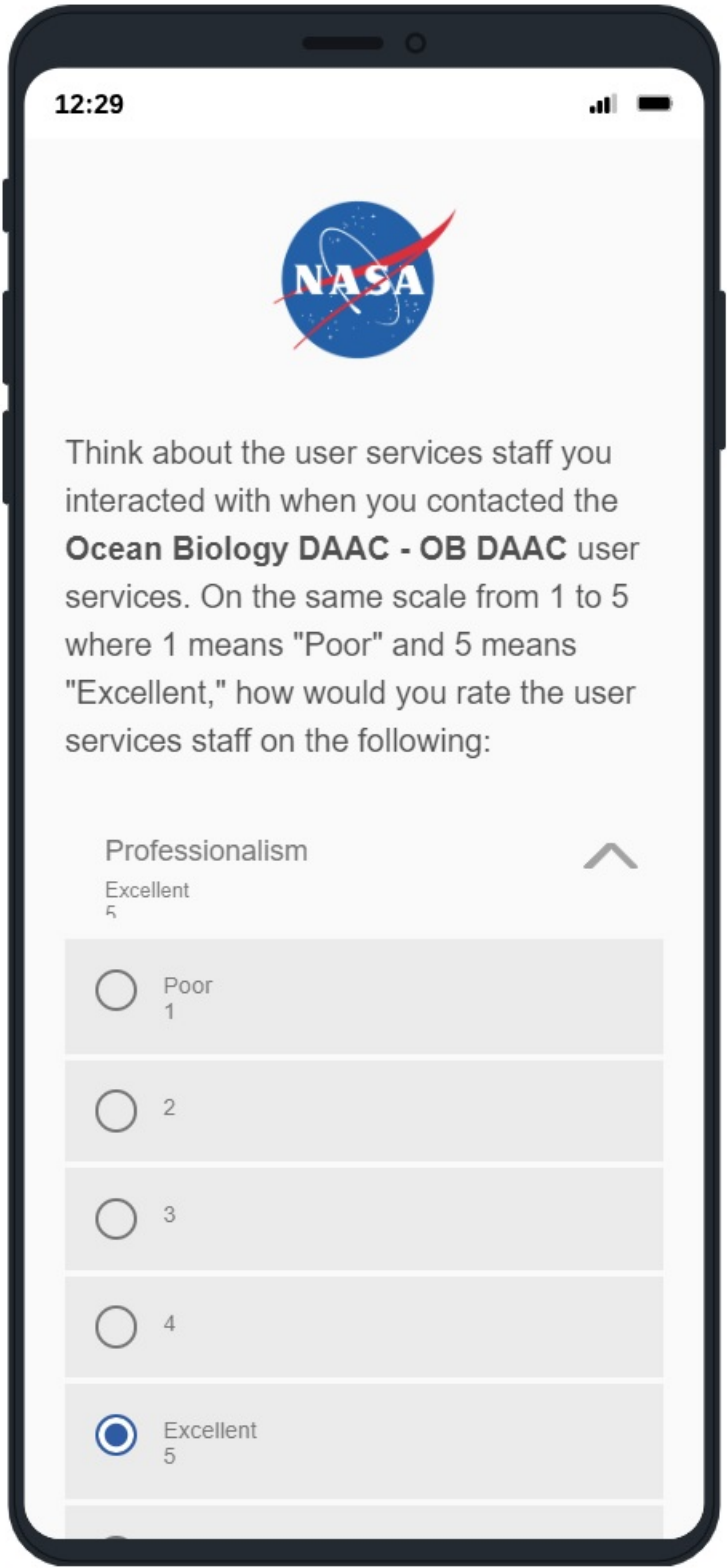 12:29
NASA
Think about the user services staff you
interacted with when you contacted the
Ocean Biology DAAC - OB DAAC user
services. On the same scale from 1 to 5
where 1 means "Poor" and 5 means
"Excellent," how would you rate the user
services staff on the following:
Professionalism
Excellent
5
Poor
1
2
3
4
Excellent
5